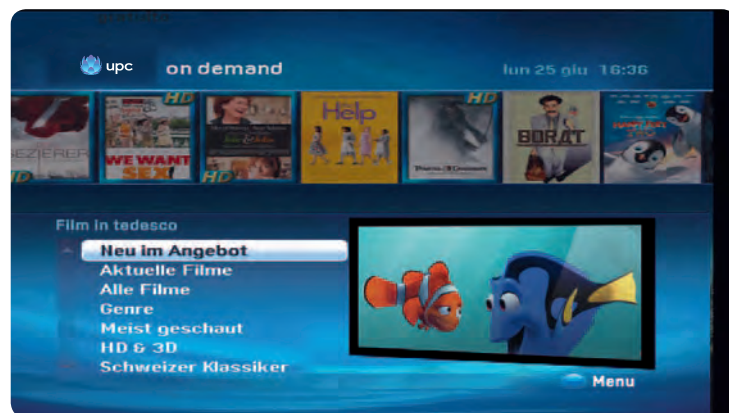 upc on demand lun 25 giu 16:36
HD HD
Help
BORAT
WE WANT SEX
HD HD
Film in tedesco
Neu im Angebot
Aktuelle Filme
Alle Filme
Genre
Meist geschaut
HD & 3D
Schweizer Klassiker
Menu